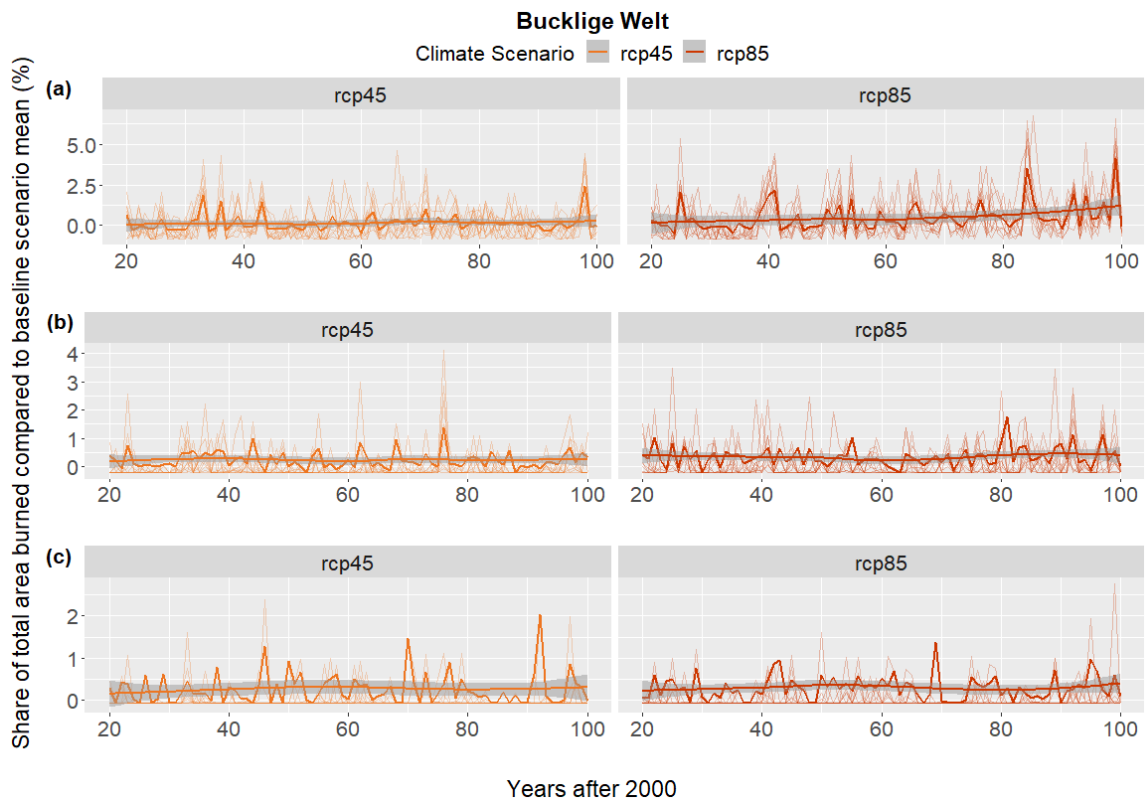 Bucklige Welt
Climate Scenario rcp45 rcp85
Share of total area burned compared to baseline scenario mean (%)
(a)
rcp45 rcp85
5.0
2.5
0.0
20 40 60 80 100 20 40 60 80 100
(b)
rcp45 rcp85
4
3
2
1
0
20 40 60 80 100 20 40 60 80 100
(c)
rcp45 rcp85
2
1
0
20 40 60 80 100 20 40 60 80 100
Years after 2000